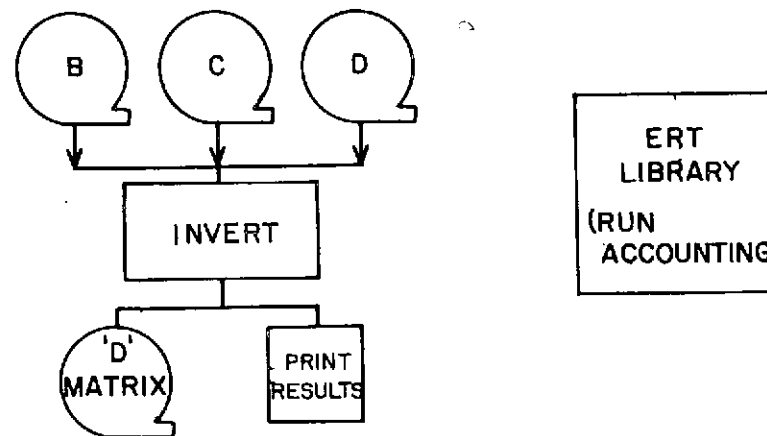 B
C
D
INVERT
'D'
MATRIX
PRINT
RESULTS
ERT
LIBRARY
(RUN
ACCOUNTING